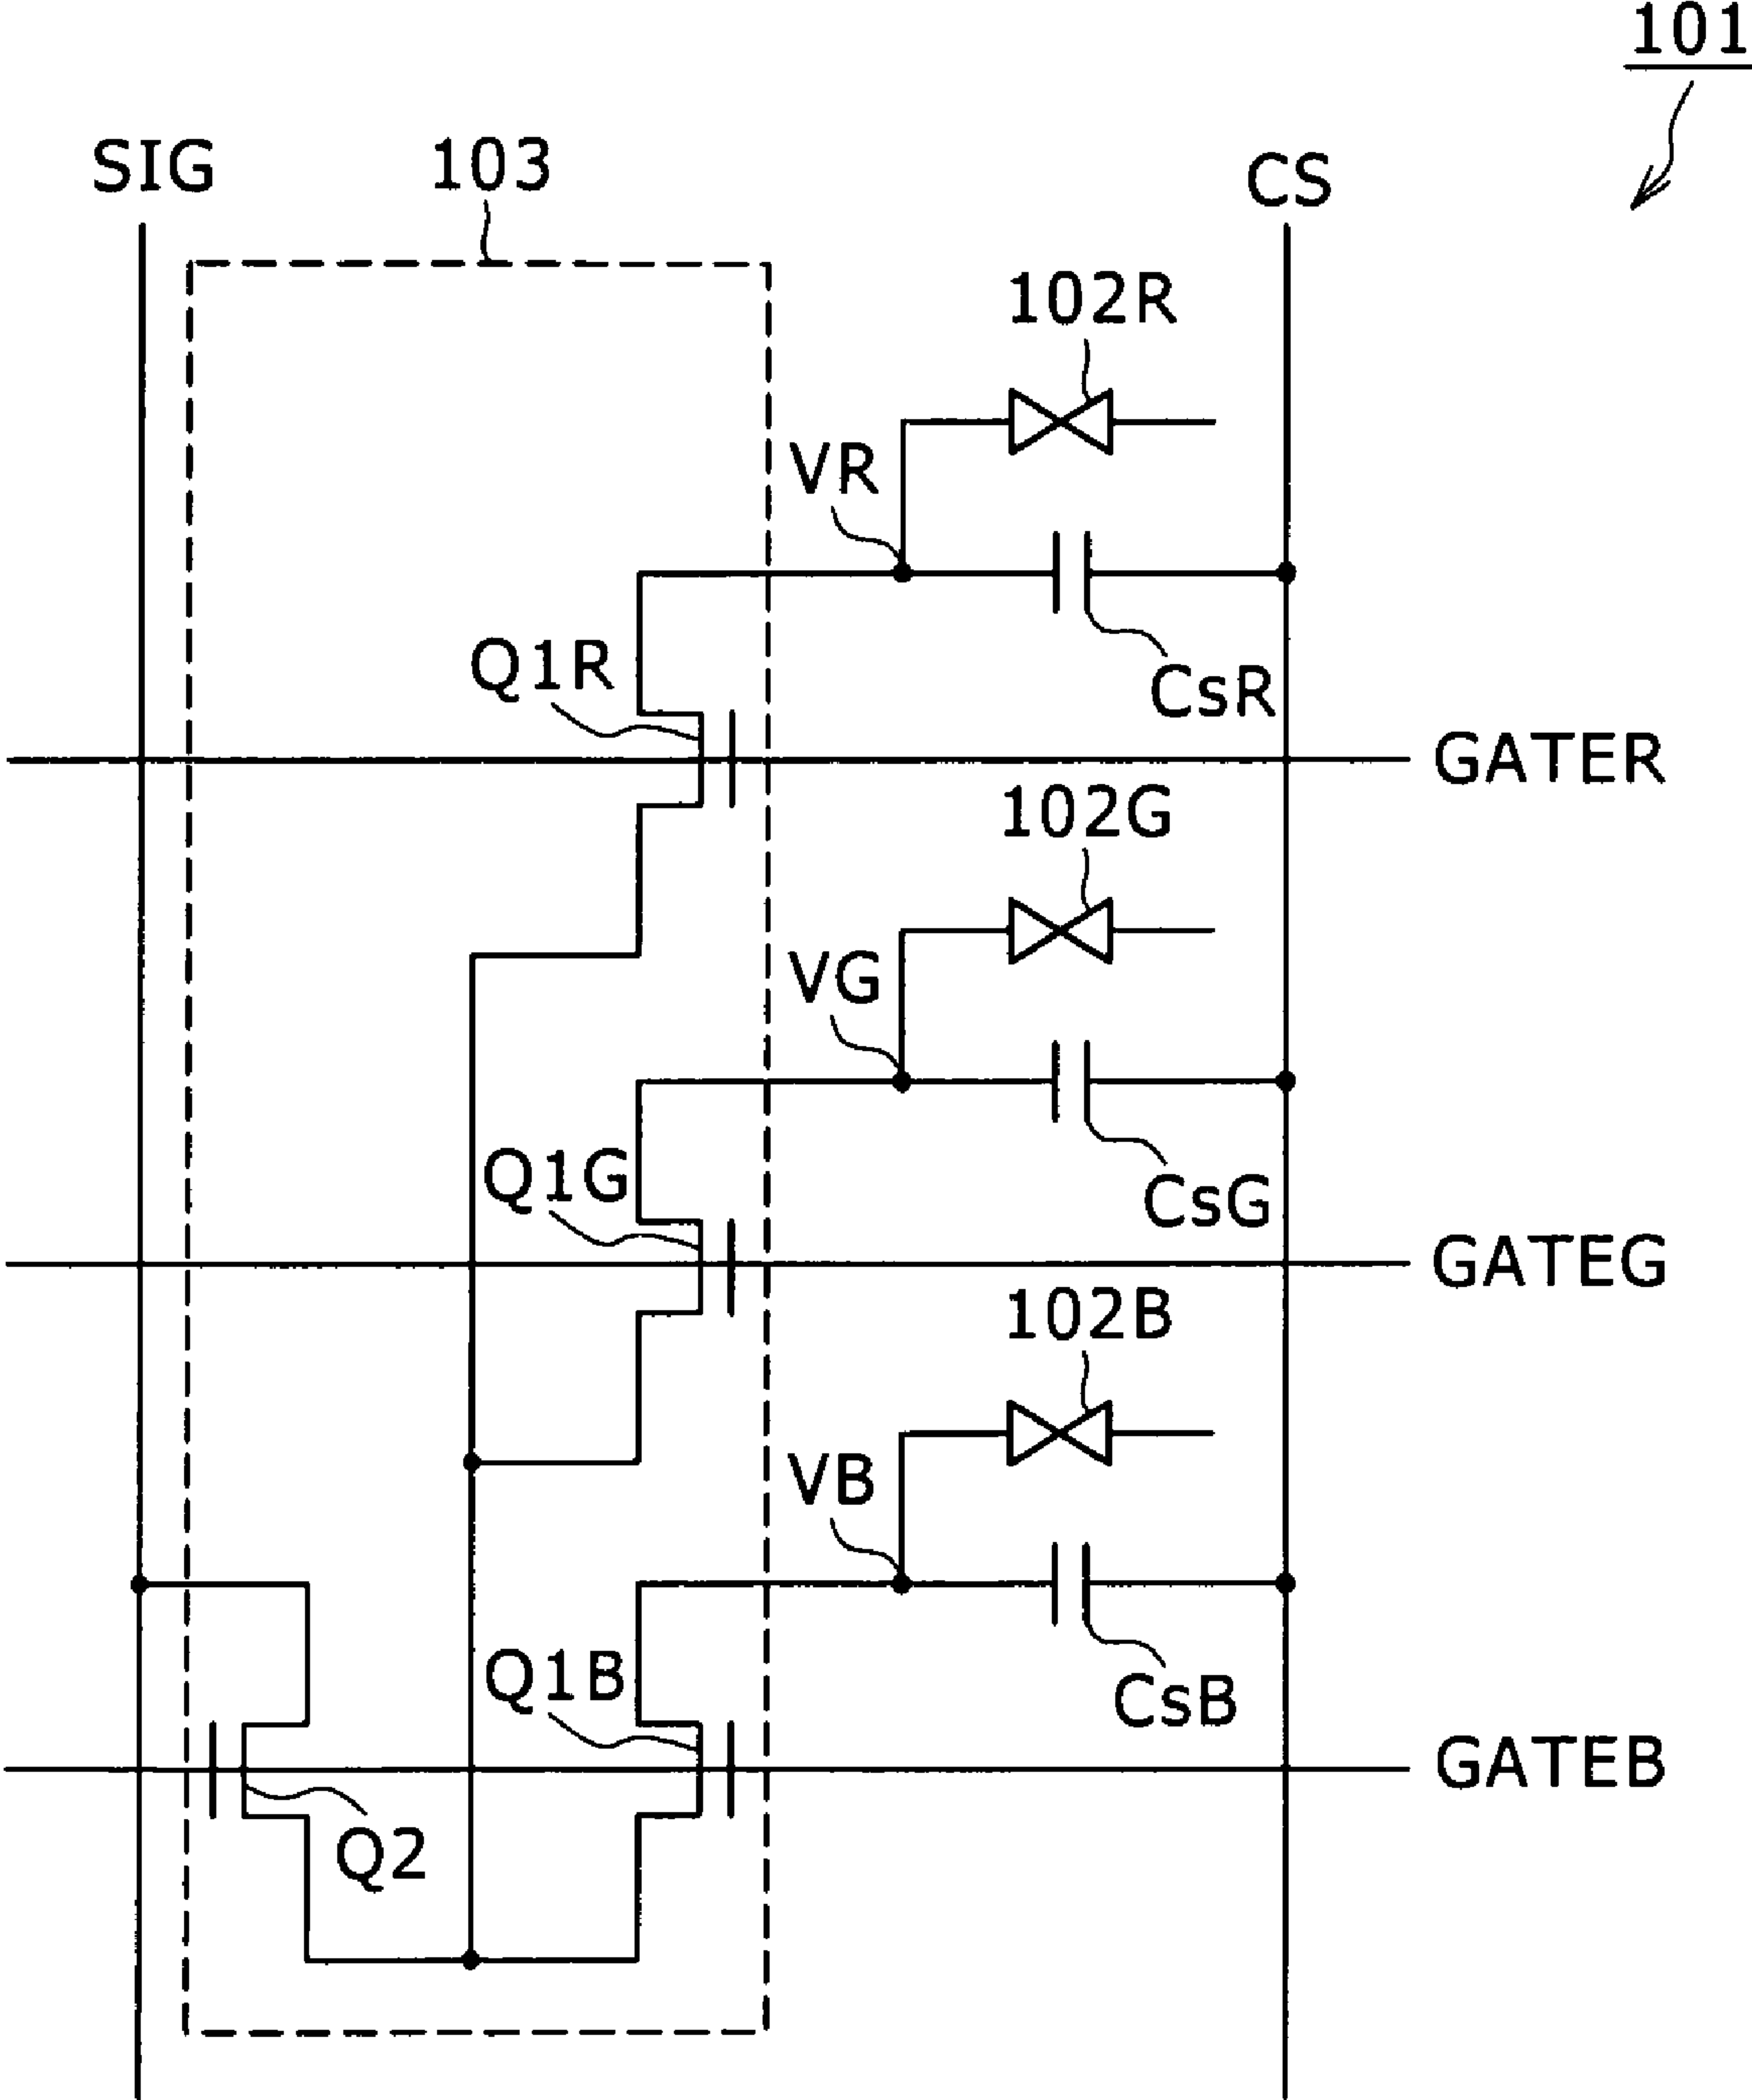 101
SIG
103
CS
102R
VR
Q1R
CsR
GATER
102G
VG
Q1G
CsG
GATEG
102B
VB
Q1B
CsB
GATEB
Q2